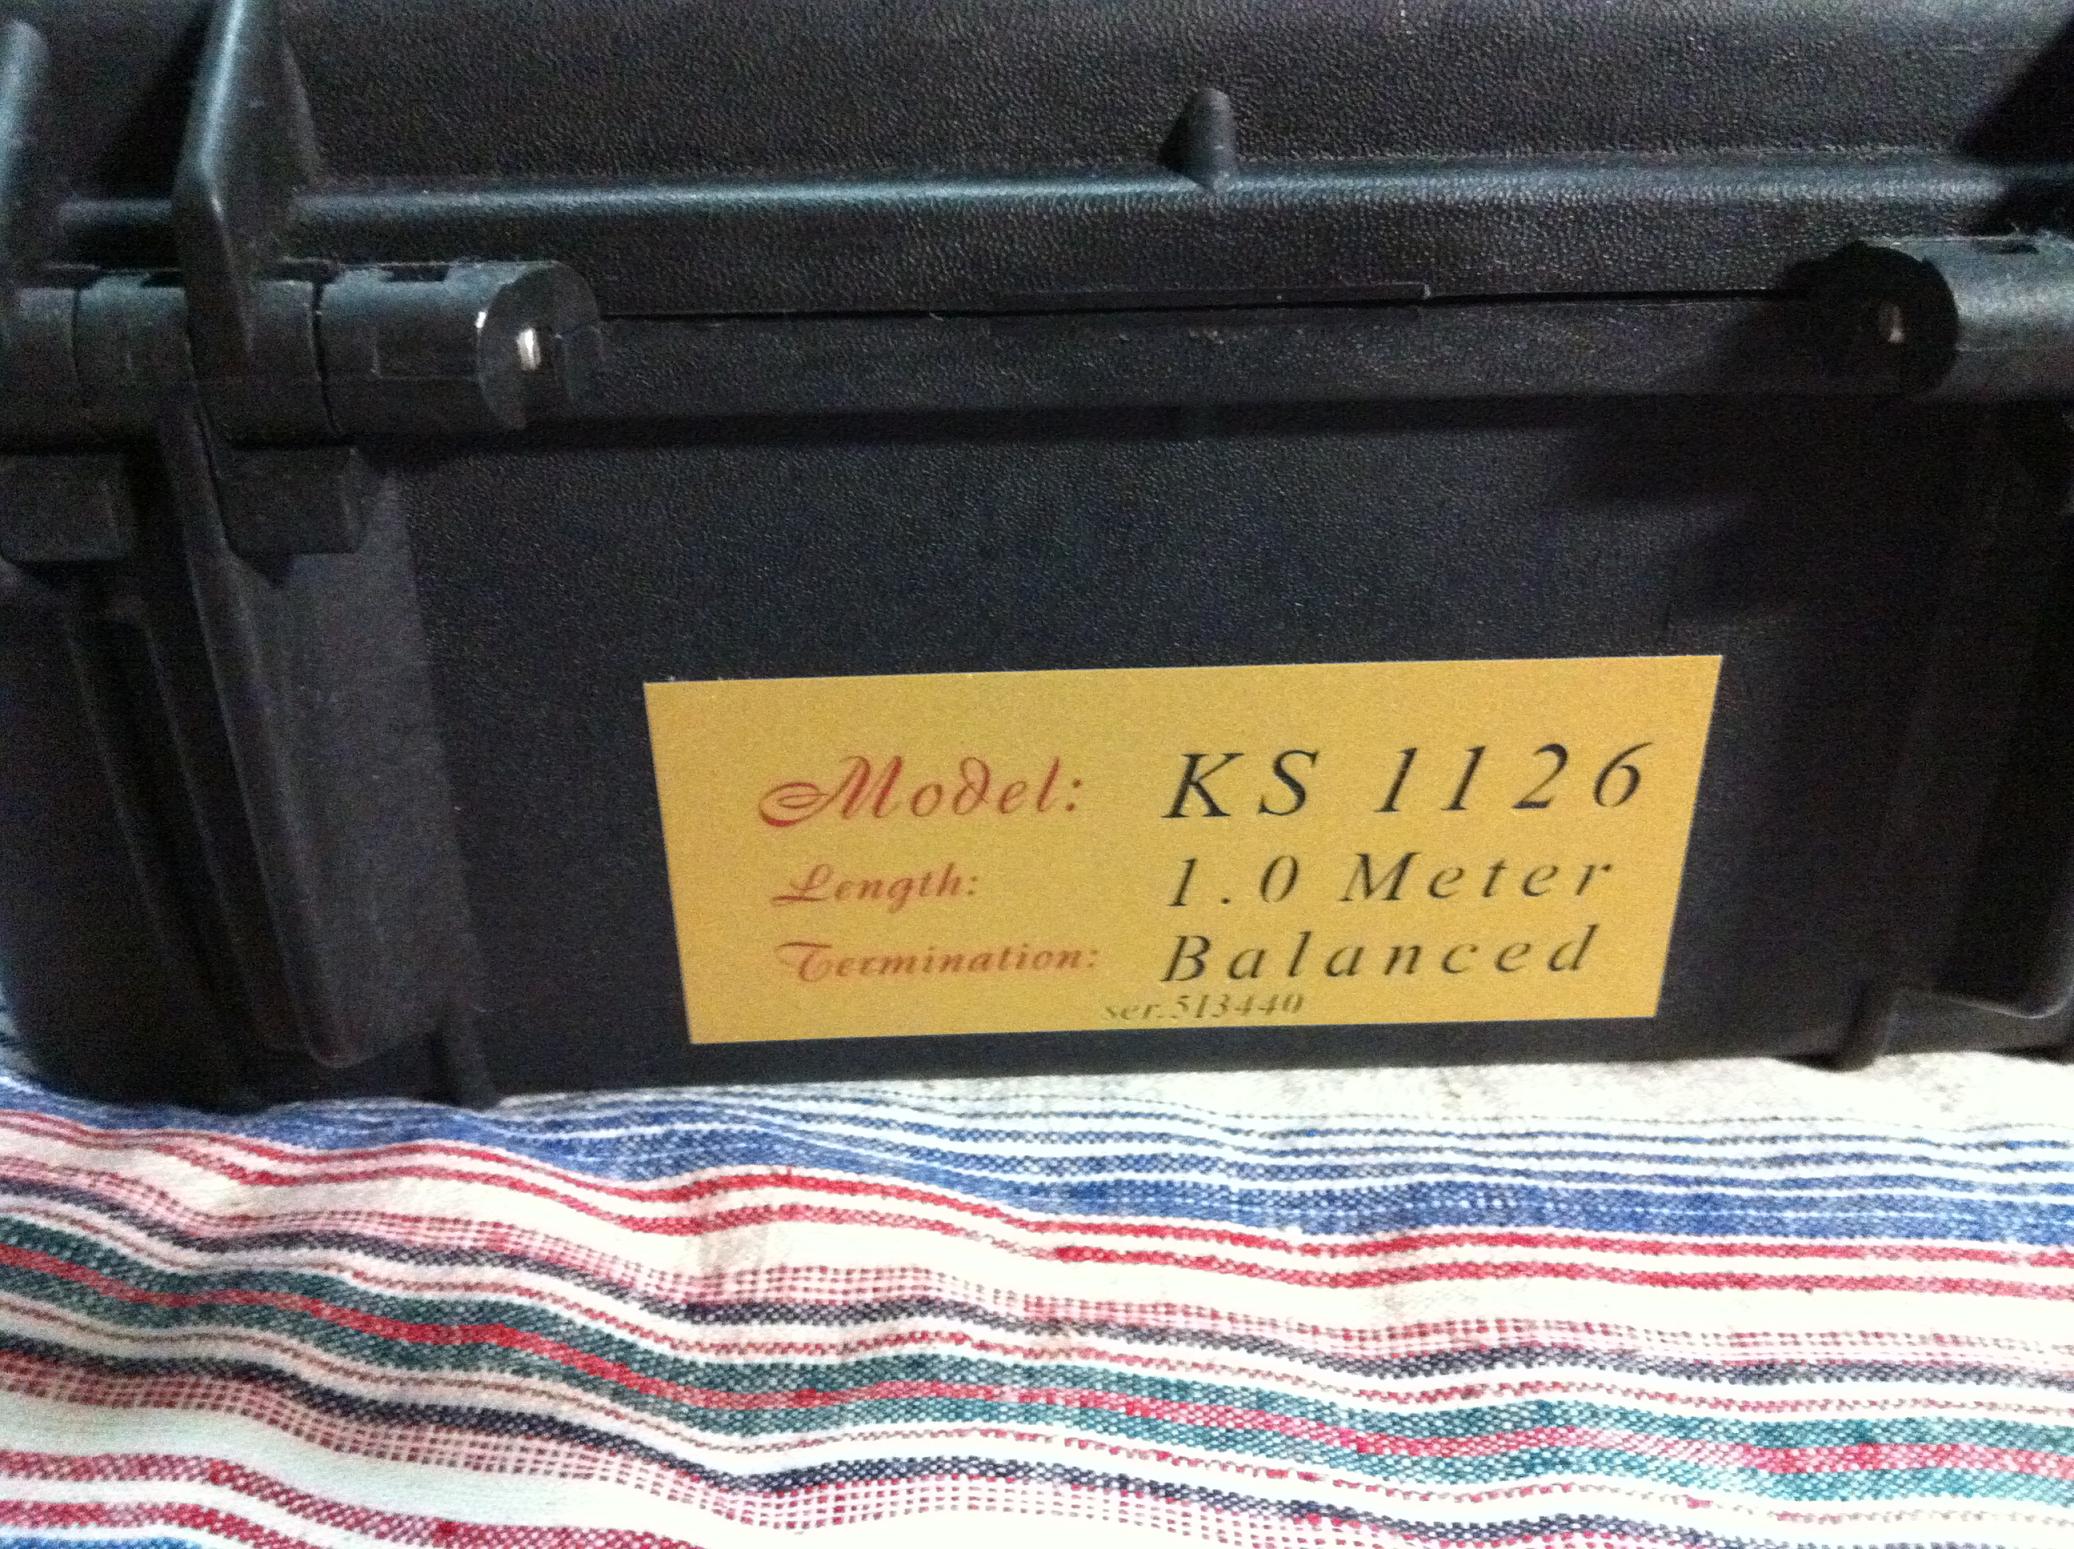 Model: KS 1126
Length: 1.0 Meter
Termination: Balanced
ser.513440